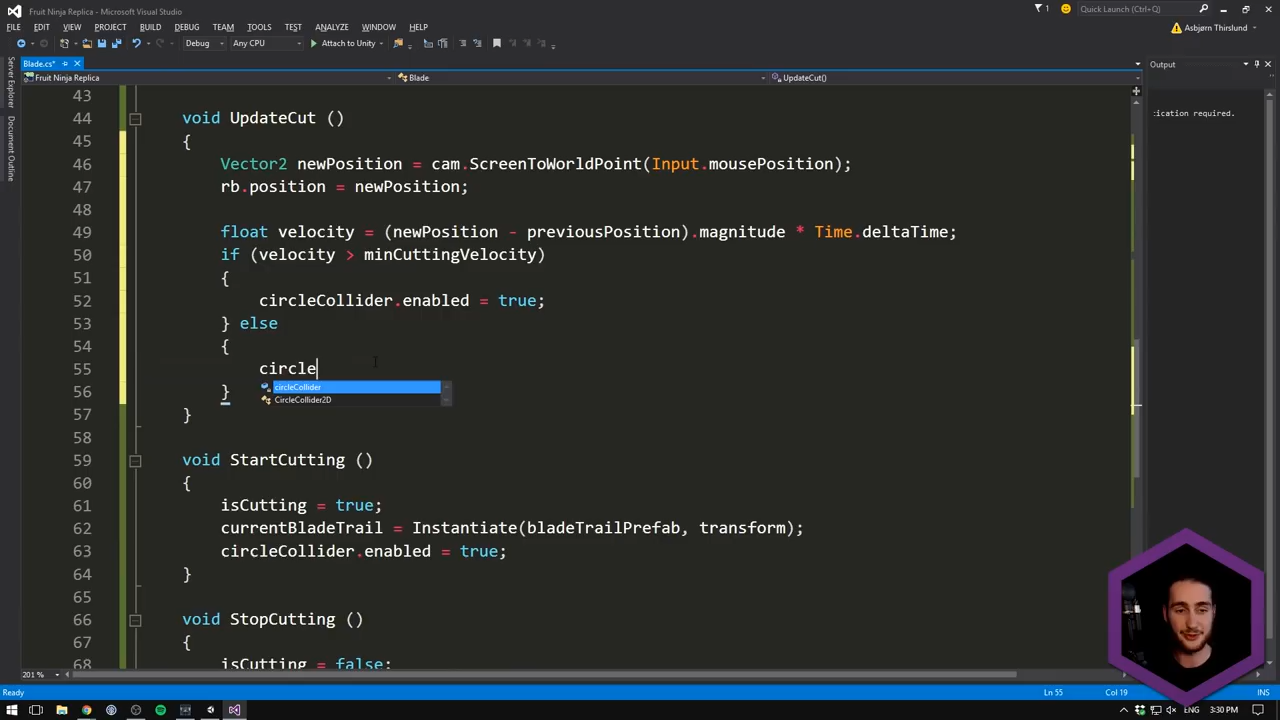 Fruit Ninja Replica - Microsoft Visual Studio
1
Quick Launch (Ctrl+Q)
FILE EDIT VIEW PROJECT BUILD DEBUG TEAM TOOLS TEST ANALYZE WINDOW HELP
Asbjørn Thirslund
Debug Any CPU Attach to Unity
Server Explorer
Document Outline
Blade.cs*
Output
Fruit Ninja Replica Blade UpdateCut()
:ication required.
43
44 void UpdateCut ()
45 {
46 Vector2 newPosition = cam.ScreenToWorldPoint(Input.mousePosition);
47 rb.position = newPosition;
48
49 float velocity = (newPosition - previousPosition).magnitude * Time.deltaTime;
50 if (velocity > minCuttingVelocity)
51 {
52 circleCollider.enabled = true;
53 } else
54 {
55 circle
circleCollider
CircleCollider2D
56 }
57 }
58
59 void StartCutting ()
60 {
61 isCutting = true;
62 currentBladeTrail = Instantiate(bladeTrailPrefab, transform);
63 circleCollider.enabled = true;
64 }
65
66 void StopCutting ()
67 {
68 isCutting = false;
201 %
Ready Ln 55 Col 19 INS
ENG 3:30 PM